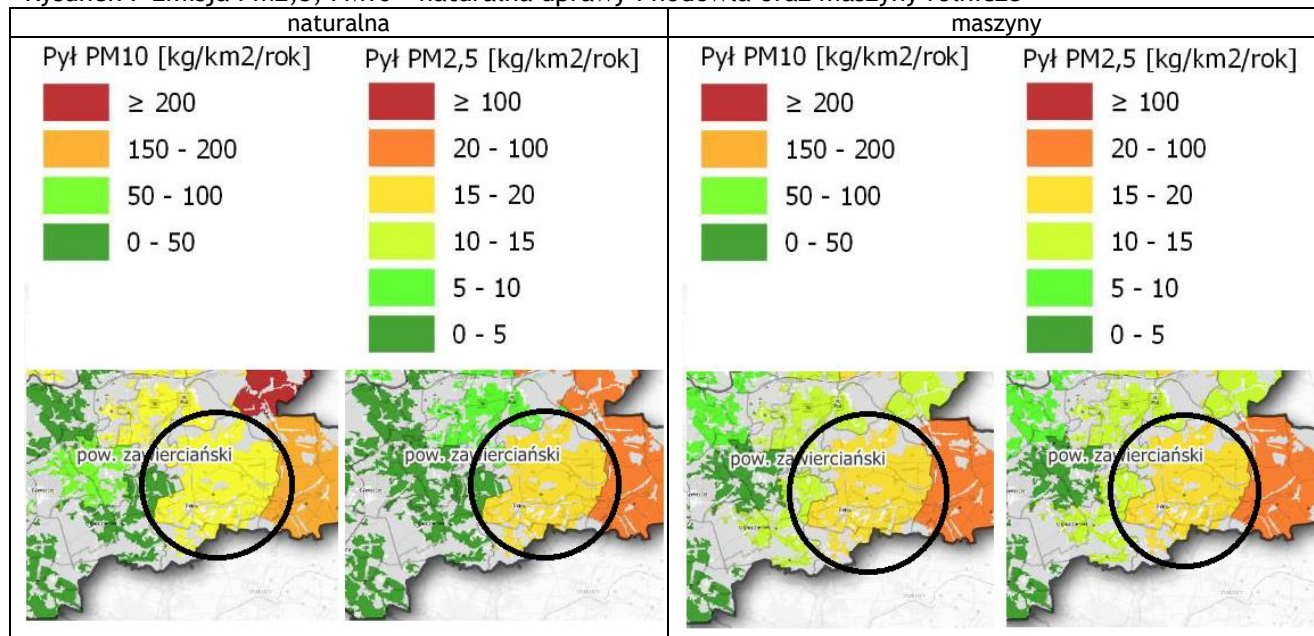 naturalna
maszyny
Pył PM10 [kg/km2/rok]
≥ 200
150 - 200
50 - 100
0 - 50
Pył PM2,5 [kg/km2/rok]
≥ 100
20 - 100
15 - 20
10 - 15
5 - 10
0 - 5
Pył PM10 [kg/km2/rok]
≥ 200
150 - 200
50 - 100
0 - 50
Pył PM2,5 [kg/km2/rok]
≥ 100
20 - 100
15 - 20
10 - 15
5 - 10
0 - 5
pow. zawierciański
pow. zawierciański
pow. zawierciański
pow. zawierciański